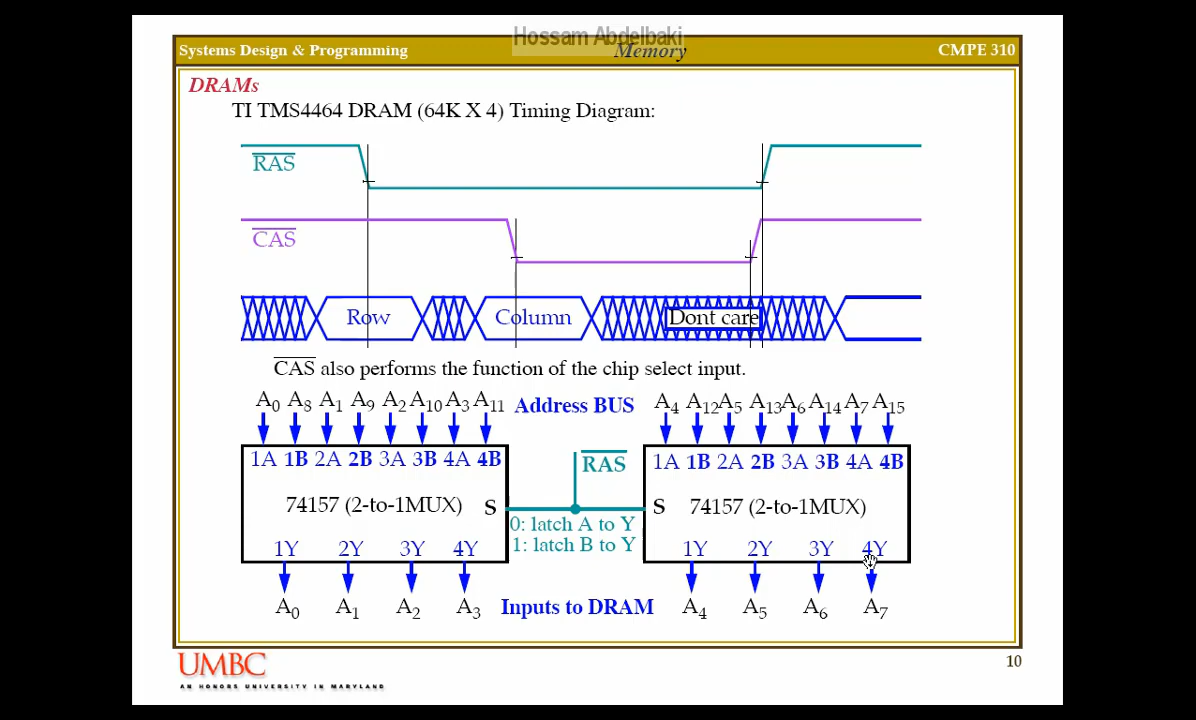 Hossam Abdelbaki
Systems Design & Programming Memory CMPE 310
DRAMs
TI TMS4464 DRAM (64K X 4) Timing Diagram:
RAS
CAS
Row Column Dont care
CAS also performs the function of the chip select input.
A0 A8 A1 A9 A2 A10 A3 A11 Address BUS A4 A12 A5 A13 A6 A14 A7 A15
1A 1B 2A 2B 3A 3B 4A 4B RAS 1A 1B 2A 2B 3A 3B 4A 4B
74157 (2-to-1MUX) S S 74157 (2-to-1MUX)
0: latch A to Y
1: latch B to Y
1Y 2Y 3Y 4Y 1Y 2Y 3Y 4Y
A0 A1 A2 A3 Inputs to DRAM A4 A5 A6 A7
UMBC 10
AN HONORS UNIVERSITY IN MARYLAND